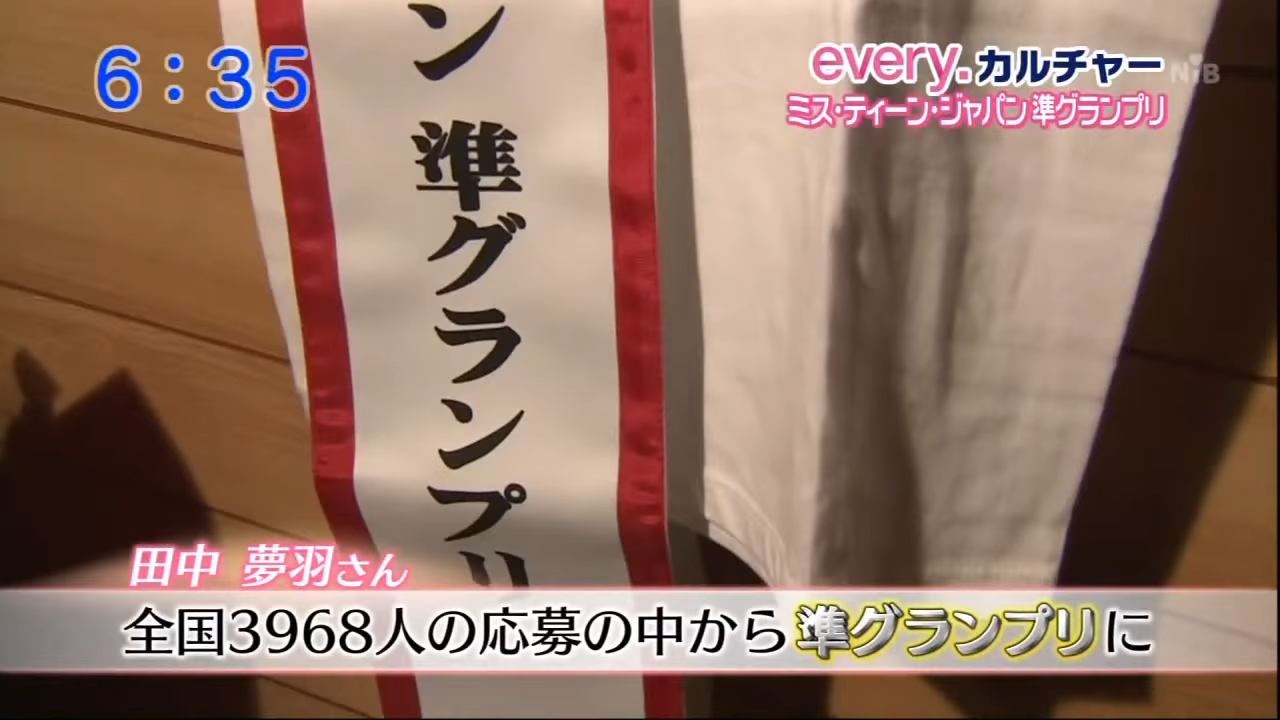 6:35
every.カルチャー
NiB
ミス・ティーン・ジャパン 準グランプリ
ン 準グランプリ
田中 夢羽さん
全国3968人の応募の中から準グランプリに